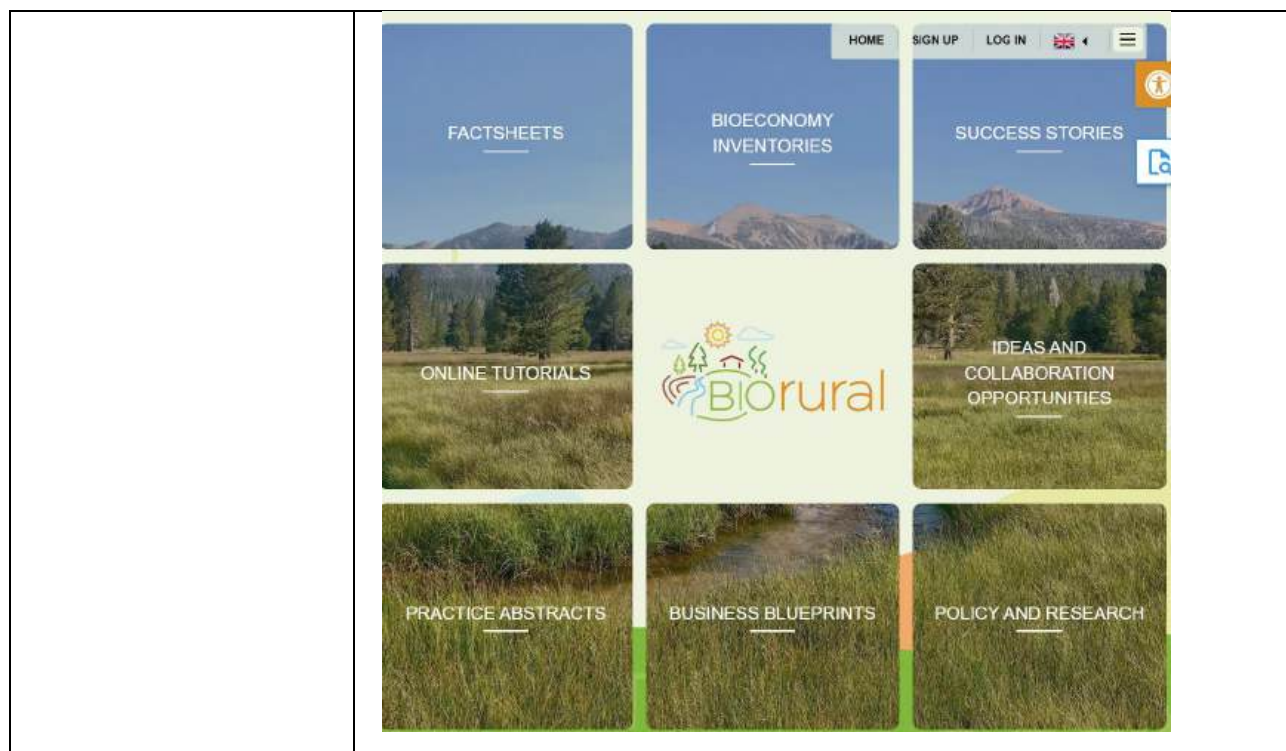 HOME SIGN UP LOG IN
FACTSHEETS
BIOECONOMY
INVENTORIES
SUCCESS STORIES
ONLINE TUTORIALS
BIOrural
IDEAS AND
COLLABORATION
OPPORTUNITIES
PRACTICE ABSTRACTS
BUSINESS BLUEPRINTS
POLICY AND RESEARCH